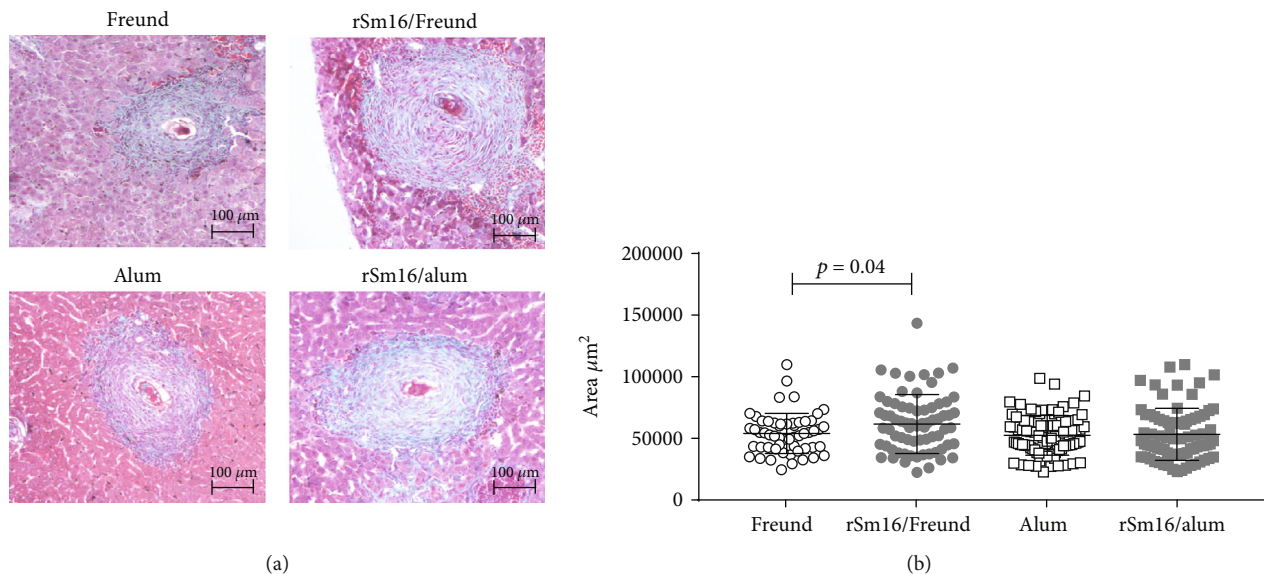 Freund
rSm16/Freund
100 μm
100 μm
Alum
rSm16/alum
100 μm
100 μm
(a)
200000
150000
100000
50000
0
Area μm²
p = 0.04
Freund
rSm16/Freund
Alum
rSm16/alum
(b)